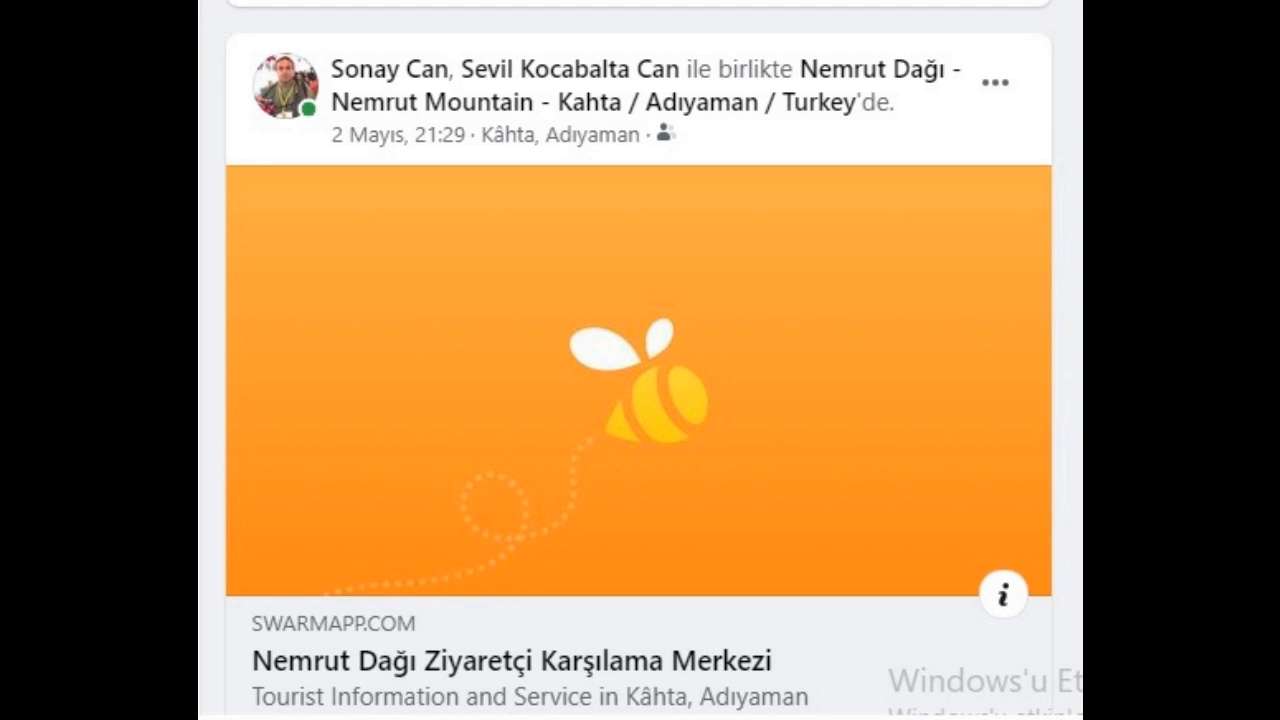 Sonay Can, Sevil Kocabalta Can ile birlikte Nemrut Dağı -
Nemrut Mountain - Kahta / Adıyaman / Turkey'de.
2 Mayıs, 21:29 · Kâhta, Adıyaman ·
i
SWARMAPP.COM
Nemrut Dağı Ziyaretçi Karşılama Merkezi
Windows'u Et
Tourist Information and Service in Kâhta, Adıyaman